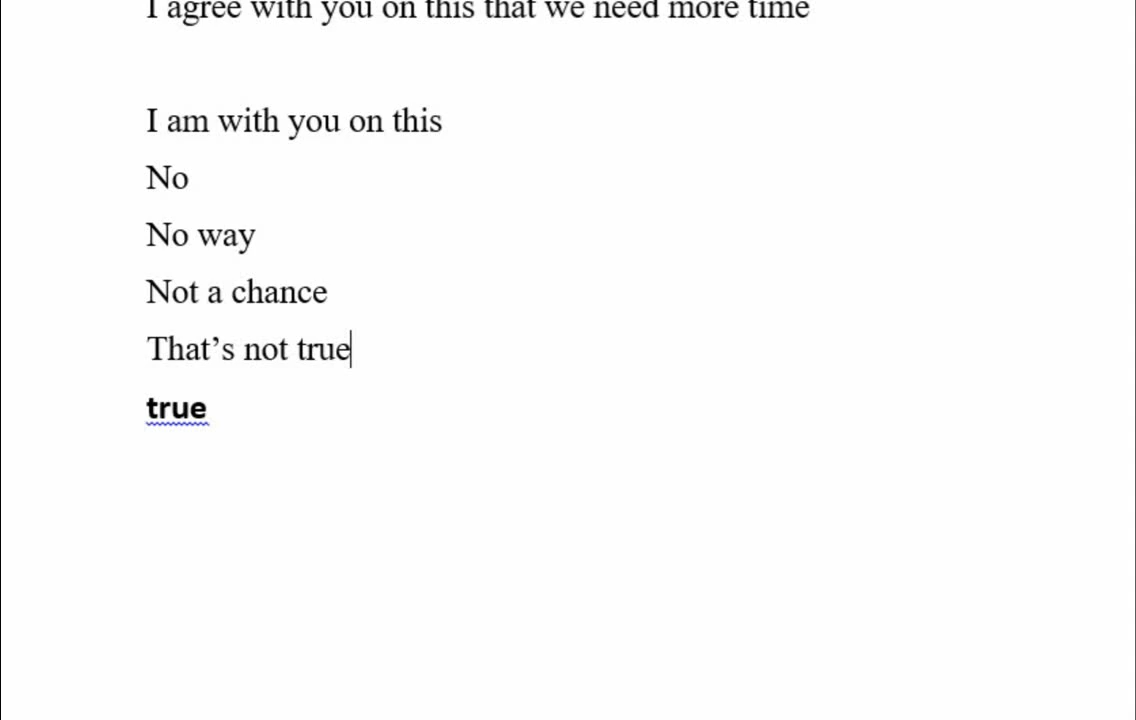 I agree with you on this that we need more time
I am with you on this
No
No way
Not a chance
That’s not true
true